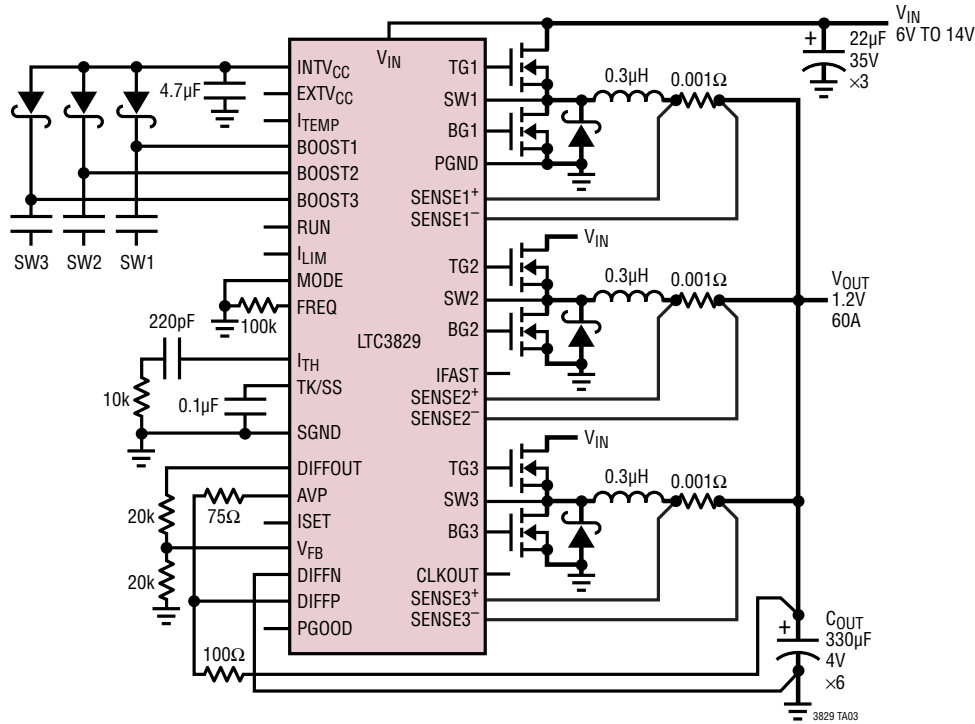 V_IN
6V TO 14V
22µF
35V
×3
+
V_IN
INTV_CC
EXTV_CC
I_TEMP
BOOST1
BOOST2
BOOST3
RUN
I_LIM
MODE
FREQ
I_TH
TK/SS
SGND
DIFFOUT
AVP
ISET
V_FB
DIFFN
DIFFP
PGOOD
LTC3829
TG1
SW1
BG1
PGND
SENSE1+
SENSE1–
TG2
SW2
BG2
IFAST
SENSE2+
SENSE2–
TG3
SW3
BG3
CLKOUT
SENSE3+
SENSE3–
4.7µF
SW3
SW2
SW1
100k
220pF
10k
0.1µF
20k
75Ω
20k
100Ω
0.3µH
0.001Ω
V_IN
0.3µH
0.001Ω
V_OUT
1.2V
60A
V_IN
0.3µH
0.001Ω
+
C_OUT
330µF
4V
×6
3829 TA03